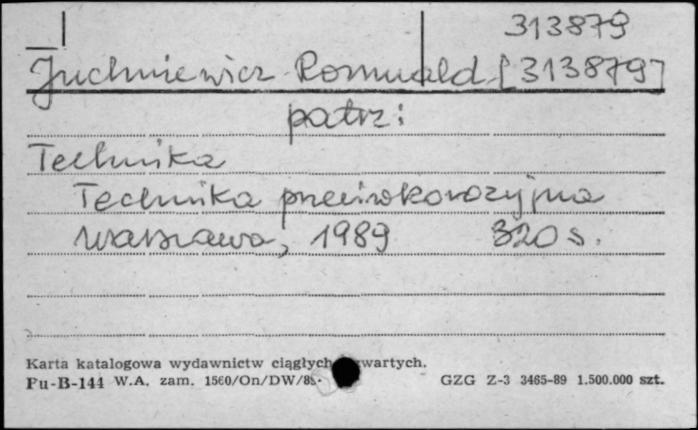 313879
Juchniewicz Romuald [313879]
patrz:
Technika
Technika przeciwkorozyjna
Warszawa, 1989 320 s.
Karta katalogowa wydawnictw ciągłych wartych.
Pu-B-144 W.A. zam. 1560/On/DW/88. GZG Z-3 3465-89 1.500.000 szt.